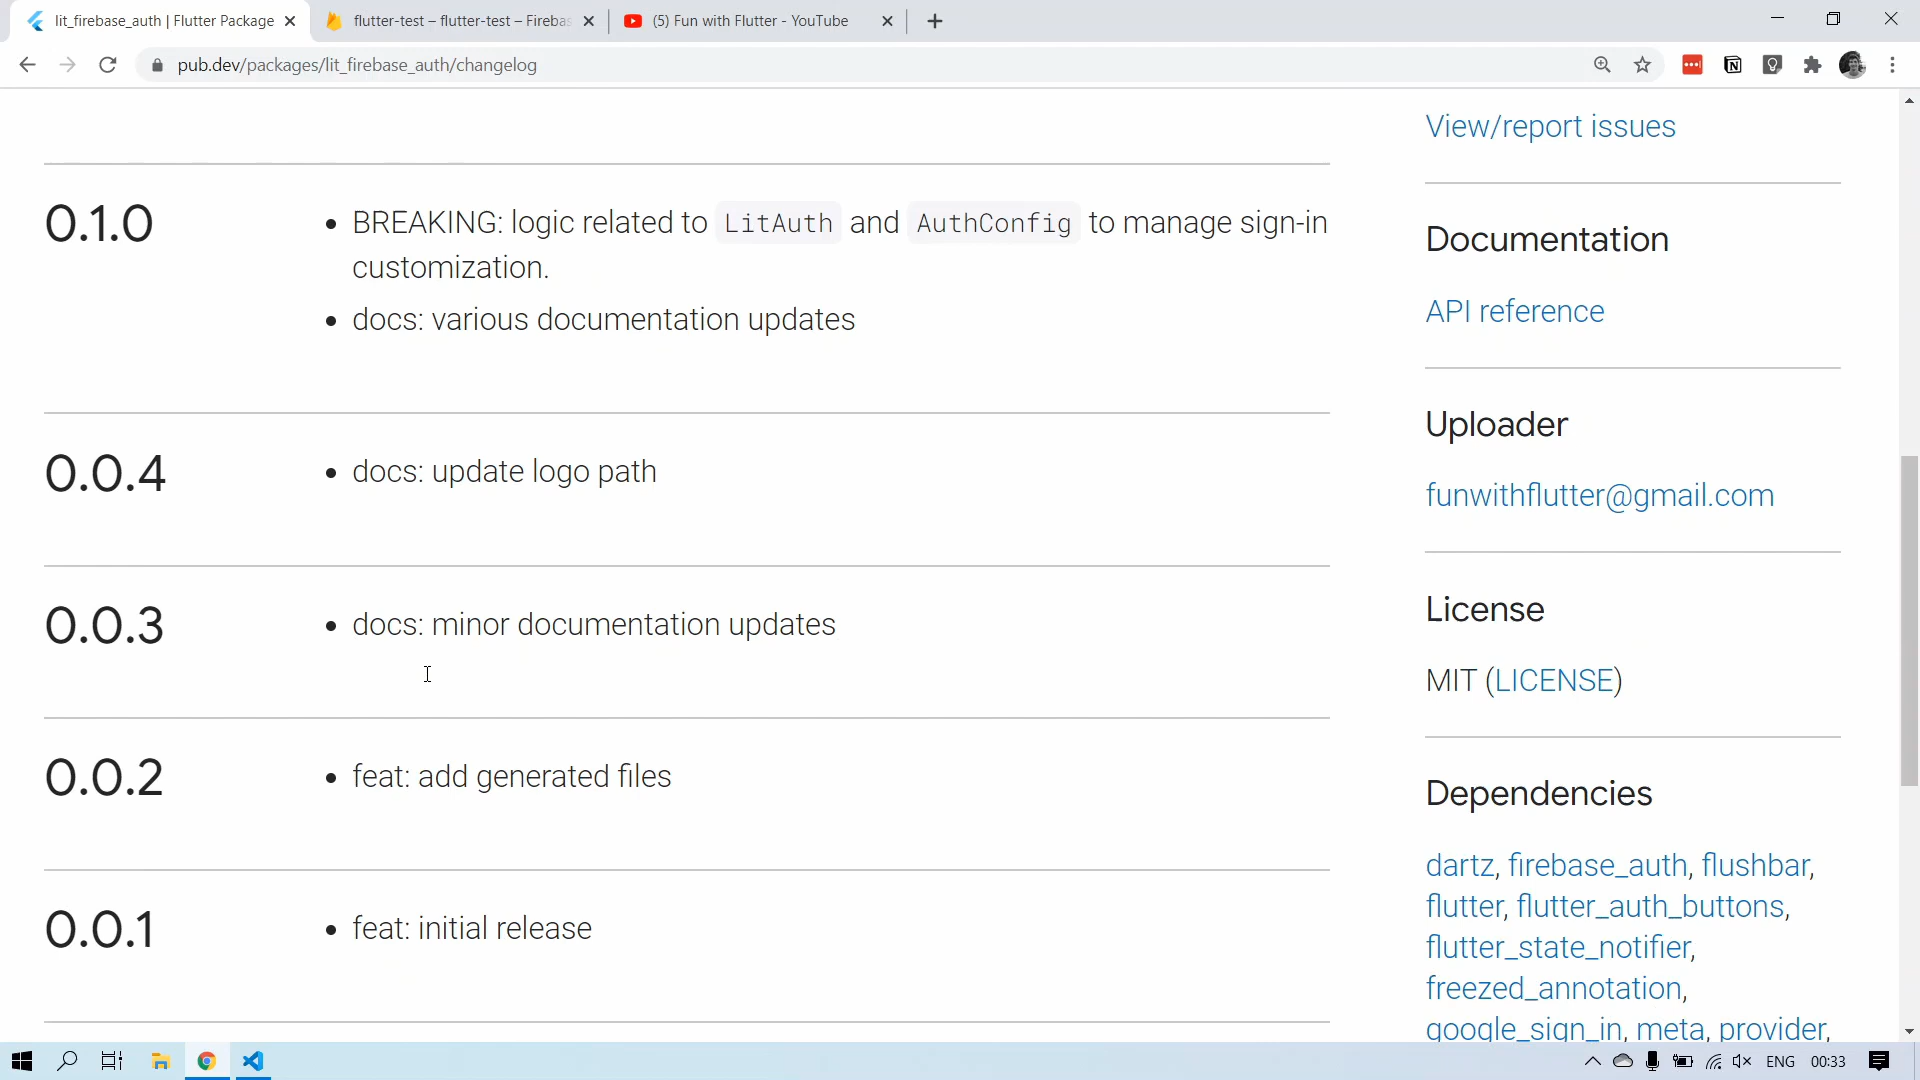 lit_firebase_auth | Flutter Package
flutter-test – flutter-test – Firebas
(5) Fun with Flutter - YouTube
pub.dev/packages/lit_firebase_auth/changelog
View/report issues
0.1.0
• BREAKING: logic related to LitAuth and AuthConfig to manage sign-in
customization.
• docs: various documentation updates
Documentation
API reference
0.0.4
• docs: update logo path
Uploader
funwithflutter@gmail.com
0.0.3
• docs: minor documentation updates
License
MIT (LICENSE)
0.0.2
• feat: add generated files
Dependencies
dartz, firebase_auth, flushbar,
flutter, flutter_auth_buttons,
flutter_state_notifier,
freezed_annotation,
google_sign_in, meta, provider,
0.0.1
• feat: initial release
ENG
00:33